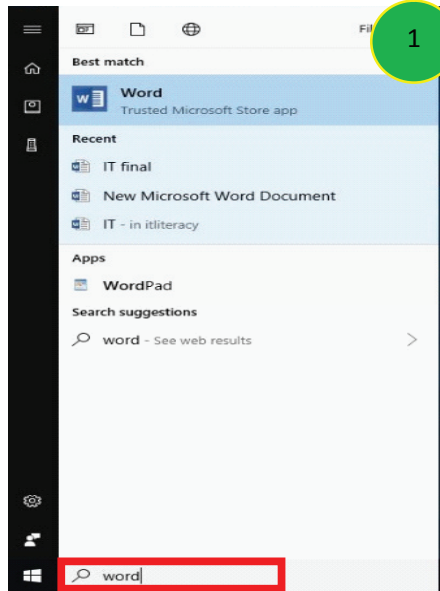 Fil
1
Best match
Word
Trusted Microsoft Store app
Recent
IT final
New Microsoft Word Document
IT - in itliteracy
Apps
WordPad
Search suggestions
word - See web results
word